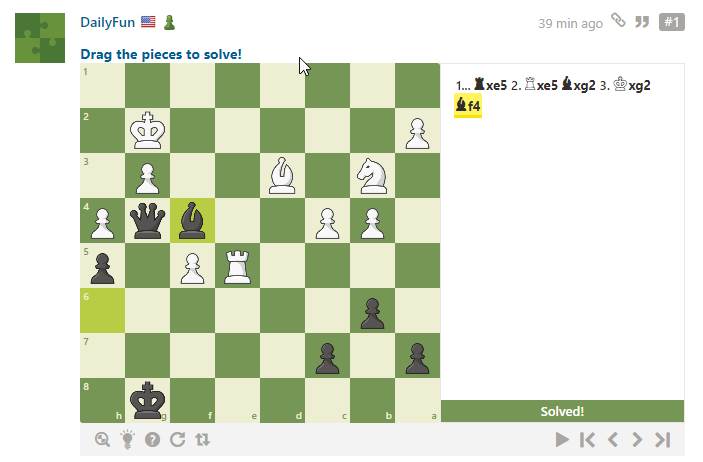 DailyFun 39 min ago #1
Drag the pieces to solve!
1 1... xe5 2. xe5 xg2 3. xg2
f4
2
3
4
5
6
7
8
h g f e d c b a
Solved!